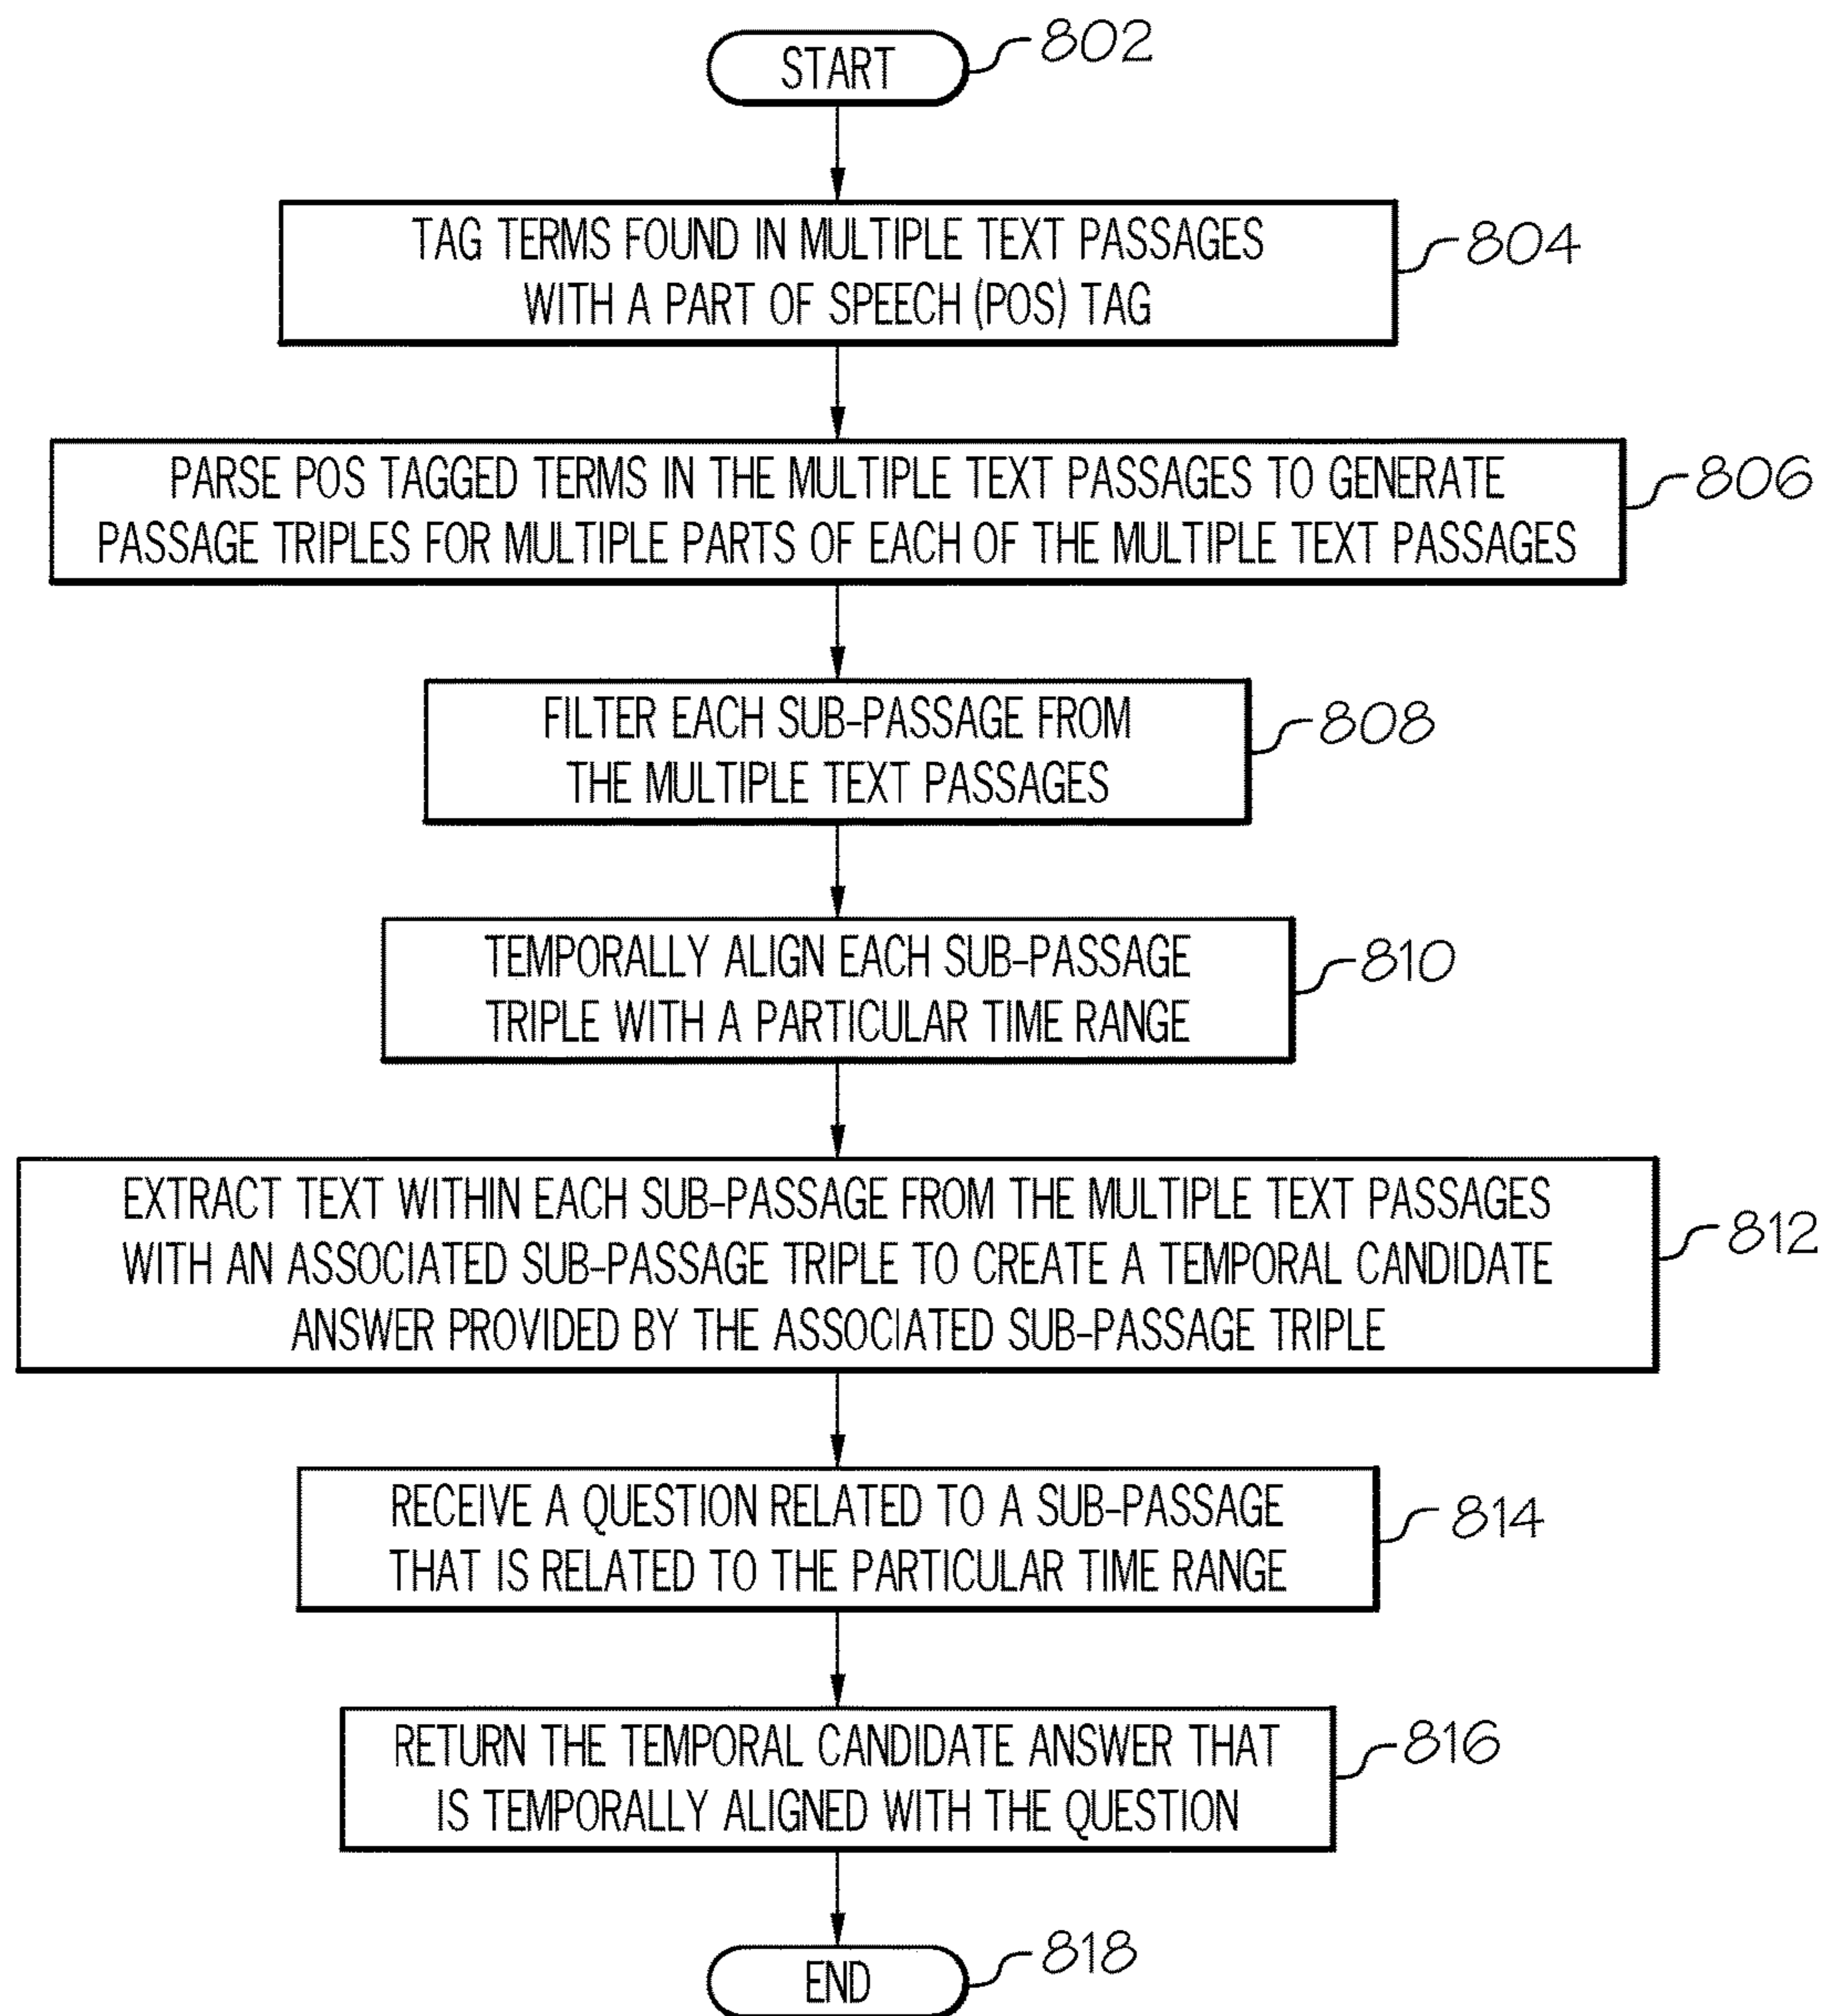 START
802
TAG TERMS FOUND IN MULTIPLE TEXT PASSAGES
WITH A PART OF SPEECH (POS) TAG
804
PARSE POS TAGGED TERMS IN THE MULTIPLE TEXT PASSAGES TO GENERATE
PASSAGE TRIPLES FOR MULTIPLE PARTS OF EACH OF THE MULTIPLE TEXT PASSAGES
806
FILTER EACH SUB-PASSAGE FROM
THE MULTIPLE TEXT PASSAGES
808
TEMPORALLY ALIGN EACH SUB-PASSAGE
TRIPLE WITH A PARTICULAR TIME RANGE
810
EXTRACT TEXT WITHIN EACH SUB-PASSAGE FROM THE MULTIPLE TEXT PASSAGES
WITH AN ASSOCIATED SUB-PASSAGE TRIPLE TO CREATE A TEMPORAL CANDIDATE
ANSWER PROVIDED BY THE ASSOCIATED SUB-PASSAGE TRIPLE
812
RECEIVE A QUESTION RELATED TO A SUB-PASSAGE
THAT IS RELATED TO THE PARTICULAR TIME RANGE
814
RETURN THE TEMPORAL CANDIDATE ANSWER THAT
IS TEMPORALLY ALIGNED WITH THE QUESTION
816
END
818